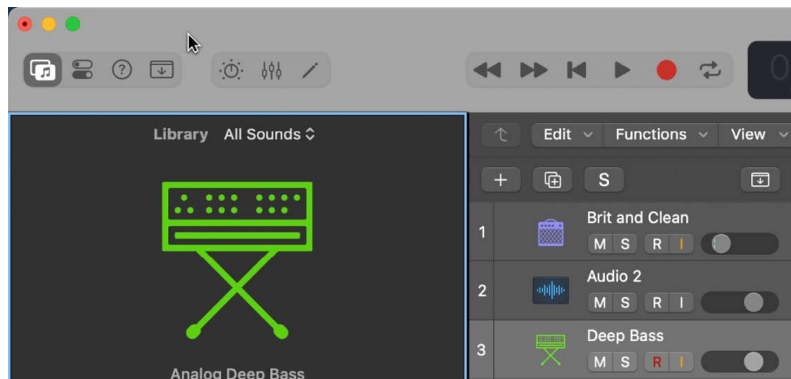 ?
0
Library All Sounds
Edit Functions View
+ S
1 Brit and Clean
M S R I
2 Audio 2
M S R I
3 Deep Bass
M S R I
Analog Deep Bass